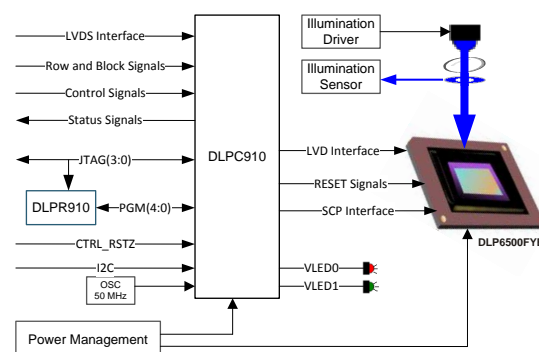 Illumination
Driver
LVDS Interface
Row and Block Signals
Illumination
Sensor
Control Signals
Status Signals
DLPC910
LVD Interface
JTAG(3:0)
RESET Signals
DLPR910
PGM(4:0)
SCP Interface
DLP6500FYE
CTRL_RSTZ
I2C
VLED0
OSC
50 MHz
VLED1
Power Management